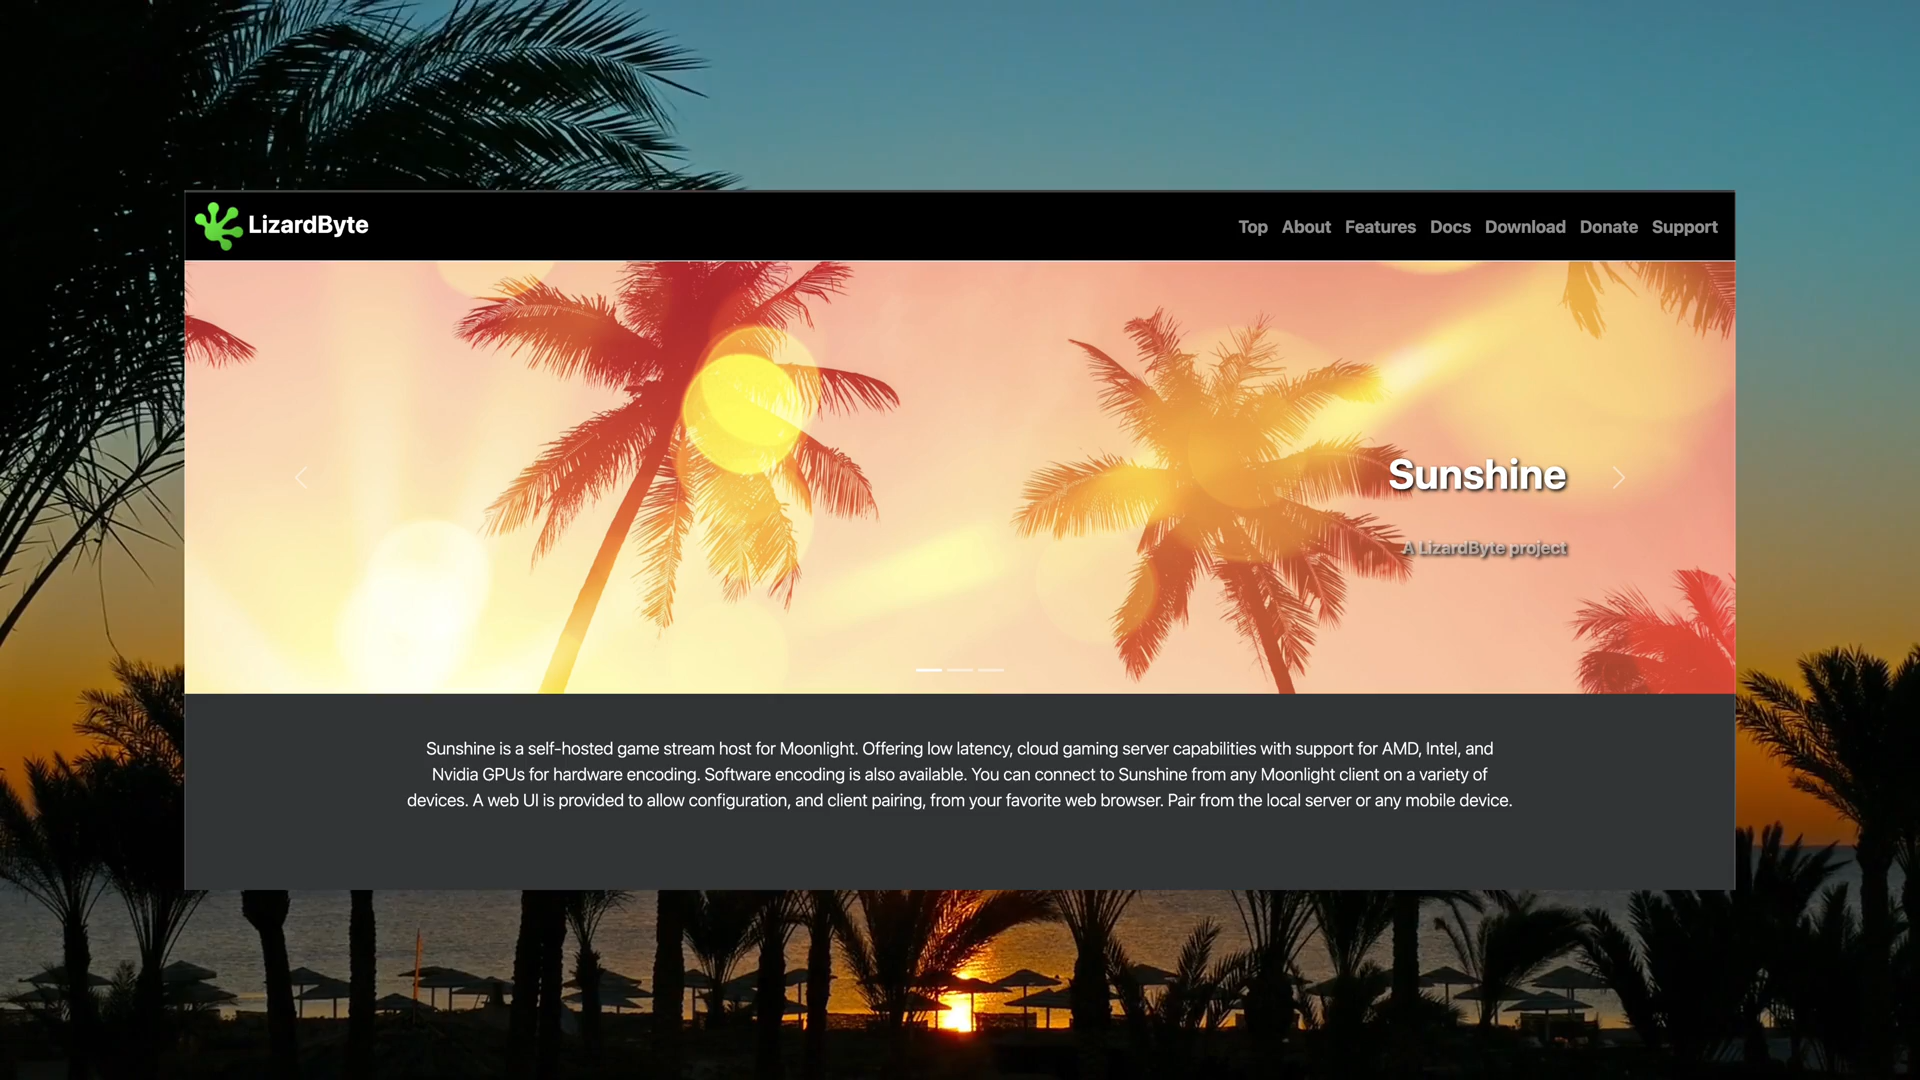 LizardByte
Top About Features Docs Download Donate Support
Sunshine
A LizardByte project
Sunshine is a self-hosted game stream host for Moonlight. Offering low latency, cloud gaming server capabilities with support for AMD, Intel, and
Nvidia GPUs for hardware encoding. Software encoding is also available. You can connect to Sunshine from any Moonlight client on a variety of
devices. A web UI is provided to allow configuration, and client pairing, from your favorite web browser. Pair from the local server or any mobile device.